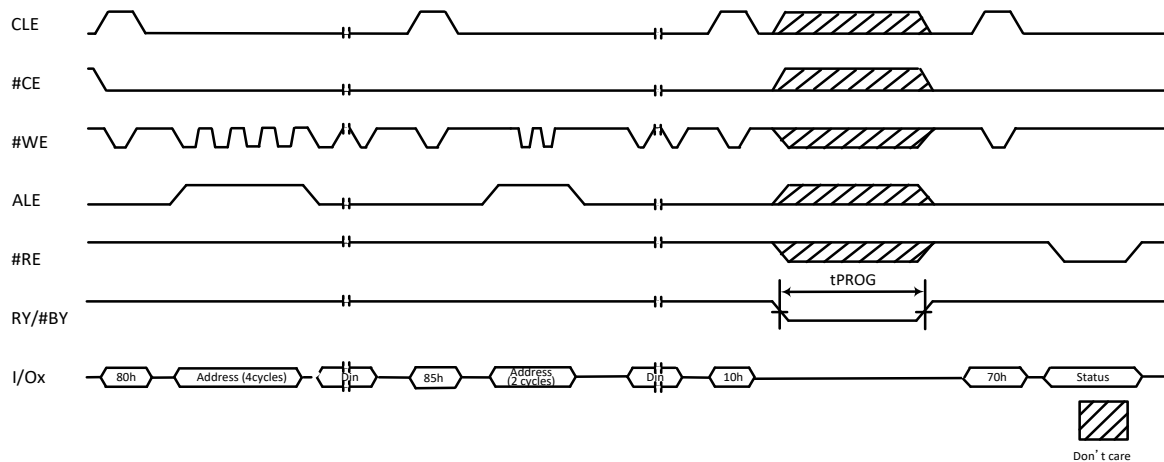 CLE
#CE
#WE
ALE
#RE
tPROG
RY/#BY
I/Ox
80h
Address (4cycles)
Din
85h
Address
(2 cycles)
Din
10h
70h
Status
Don't care